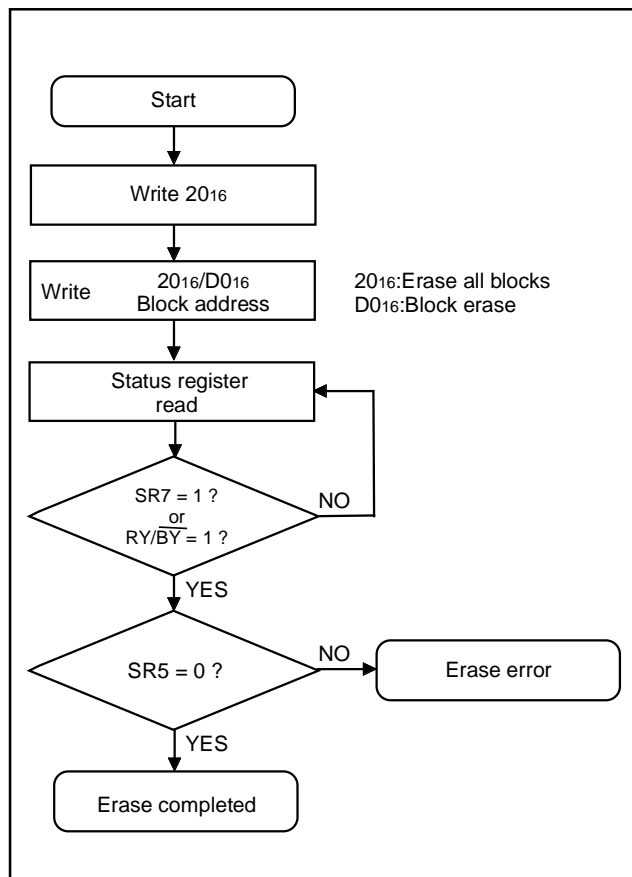 Start
Write 20₁₆
Write 20₁₆/D0₁₆
Block address
20₁₆:Erase all blocks
D0₁₆:Block erase
Status register
read
SR7 = 1 ?
or
RY/B̅Y̅ = 1 ?
NO
YES
SR5 = 0 ?
NO
Erase error
YES
Erase completed